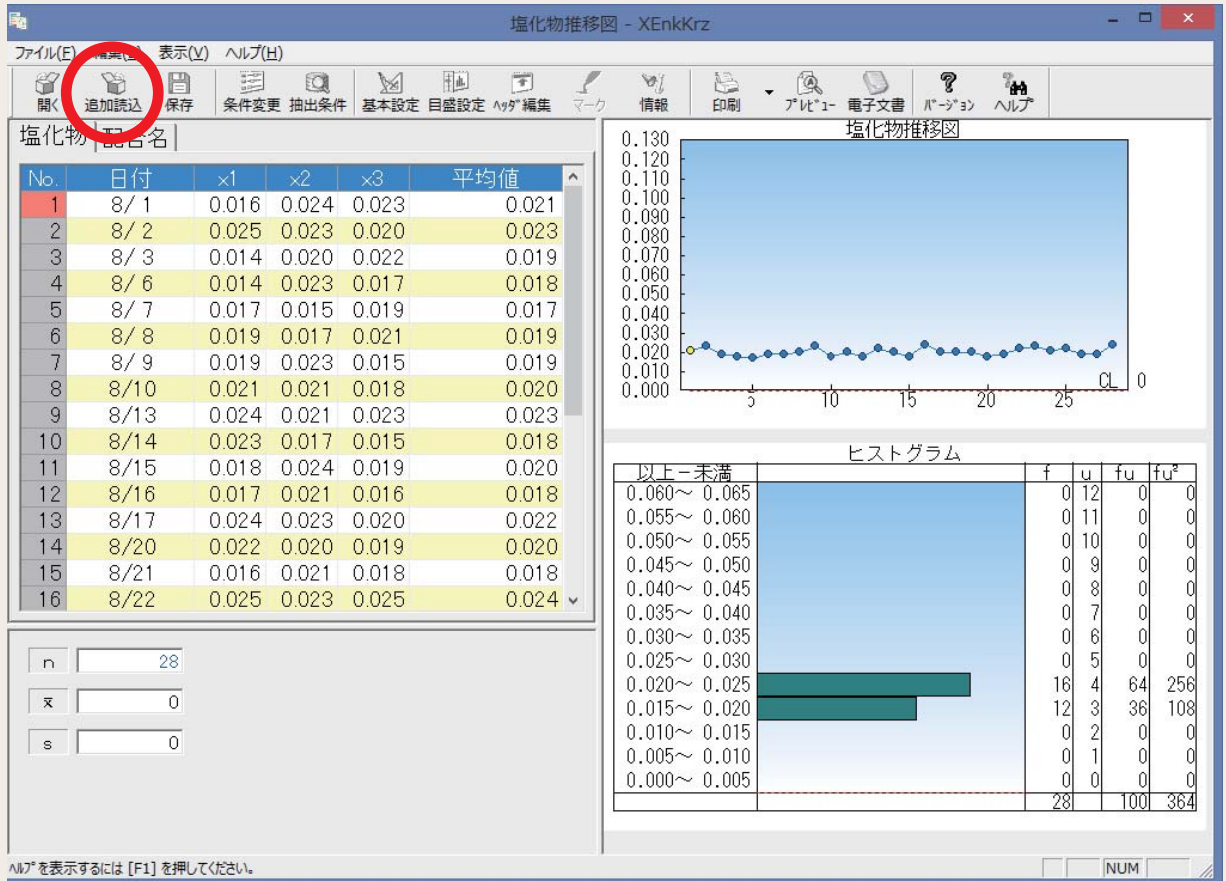 塩化物推移図 - XEnkKrz
ファイル(F) 表示(V) ヘルプ(H)
開く 追加読込 保存 条件変更 抽出条件 基本設定 目盛設定 ﾍｯﾀﾞ編集 マーク 情報 印刷 ﾌﾟﾚﾋﾞｭｰ 電子文書 ﾊﾞｰｼﾞｮﾝ ヘルプ
塩化物 配合名
No. 日付 x1 x2 x3 平均値
1 8/ 1 0.016 0.024 0.023 0.021
2 8/ 2 0.025 0.023 0.020 0.023
3 8/ 3 0.014 0.020 0.022 0.019
4 8/ 6 0.014 0.023 0.017 0.018
5 8/ 7 0.017 0.015 0.019 0.017
6 8/ 8 0.019 0.017 0.021 0.019
7 8/ 9 0.019 0.023 0.015 0.019
8 8/10 0.021 0.021 0.018 0.020
9 8/13 0.024 0.021 0.023 0.023
10 8/14 0.023 0.017 0.015 0.018
11 8/15 0.018 0.024 0.019 0.020
12 8/16 0.017 0.021 0.016 0.018
13 8/17 0.024 0.023 0.020 0.022
14 8/20 0.022 0.020 0.019 0.020
15 8/21 0.016 0.021 0.018 0.018
16 8/22 0.025 0.023 0.025 0.024
n 28
x̄ 0
s 0
塩化物推移図
0.130
0.120
0.110
0.100
0.090
0.080
0.070
0.060
0.050
0.040
0.030
0.020
0.010
0.000
CL 0
5 10 15 20 25
ヒストグラム
以上－未満 f u fu fu²
0.060～ 0.065 0 12 0 0
0.055～ 0.060 0 11 0 0
0.050～ 0.055 0 10 0 0
0.045～ 0.050 0 9 0 0
0.040～ 0.045 0 8 0 0
0.035～ 0.040 0 7 0 0
0.030～ 0.035 0 6 0 0
0.025～ 0.030 0 5 0 0
0.020～ 0.025 16 4 64 256
0.015～ 0.020 12 3 36 108
0.010～ 0.015 0 2 0 0
0.005～ 0.010 0 1 0 0
0.000～ 0.005 0 0 0 0
28 100 364
ﾍﾙﾌﾟを表示するには [F1] を押してください。
NUM